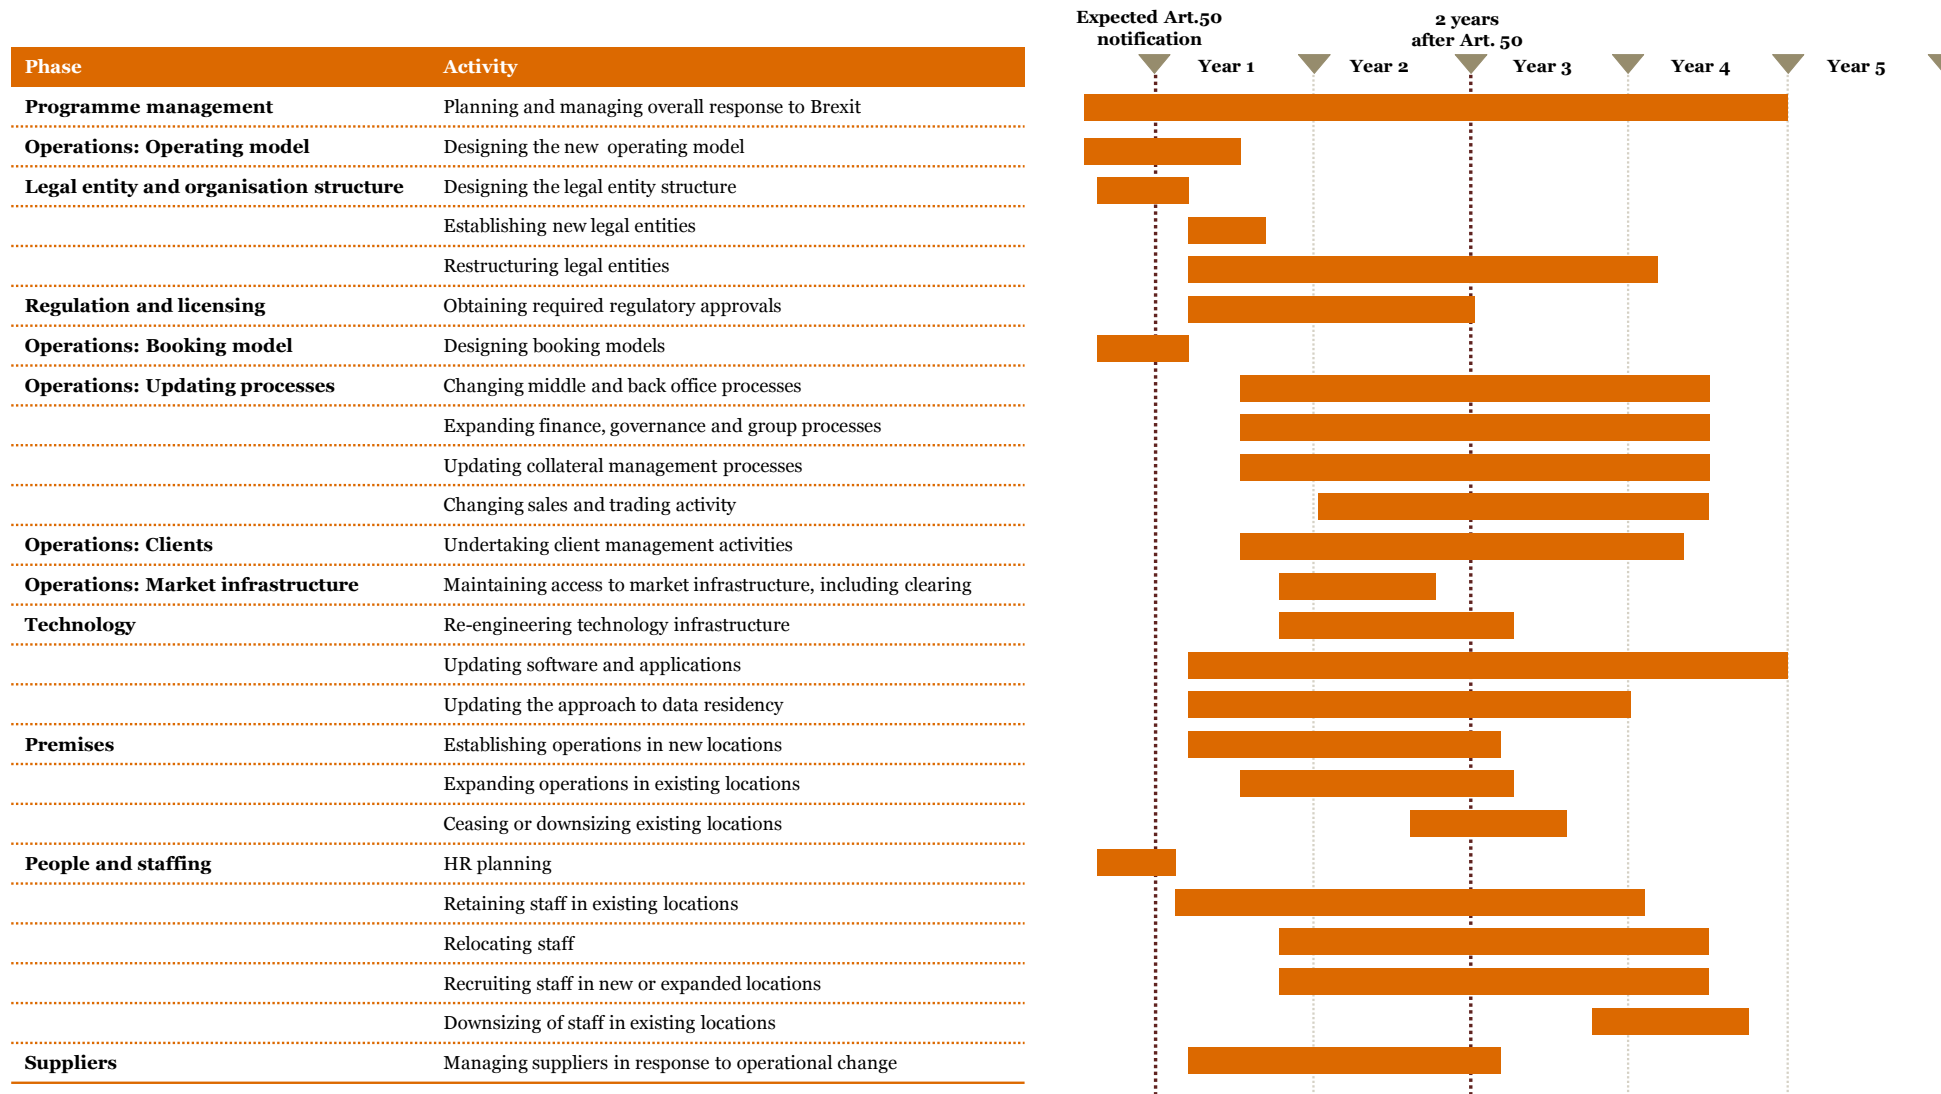 Expected Art.50
notification
2 years
after Art. 50
Phase Activity Year 1 Year 2 Year 3 Year 4 Year 5
Programme management Planning and managing overall response to Brexit
Operations: Operating model Designing the new operating model
Legal entity and organisation structure Designing the legal entity structure
Establishing new legal entities
Restructuring legal entities
Regulation and licensing Obtaining required regulatory approvals
Operations: Booking model Designing booking models
Operations: Updating processes Changing middle and back office processes
Expanding finance, governance and group processes
Updating collateral management processes
Changing sales and trading activity
Operations: Clients Undertaking client management activities
Operations: Market infrastructure Maintaining access to market infrastructure, including clearing
Technology Re-engineering technology infrastructure
Updating software and applications
Updating the approach to data residency
Premises Establishing operations in new locations
Expanding operations in existing locations
Ceasing or downsizing existing locations
People and staffing HR planning
Retaining staff in existing locations
Relocating staff
Recruiting staff in new or expanded locations
Downsizing of staff in existing locations
Suppliers Managing suppliers in response to operational change